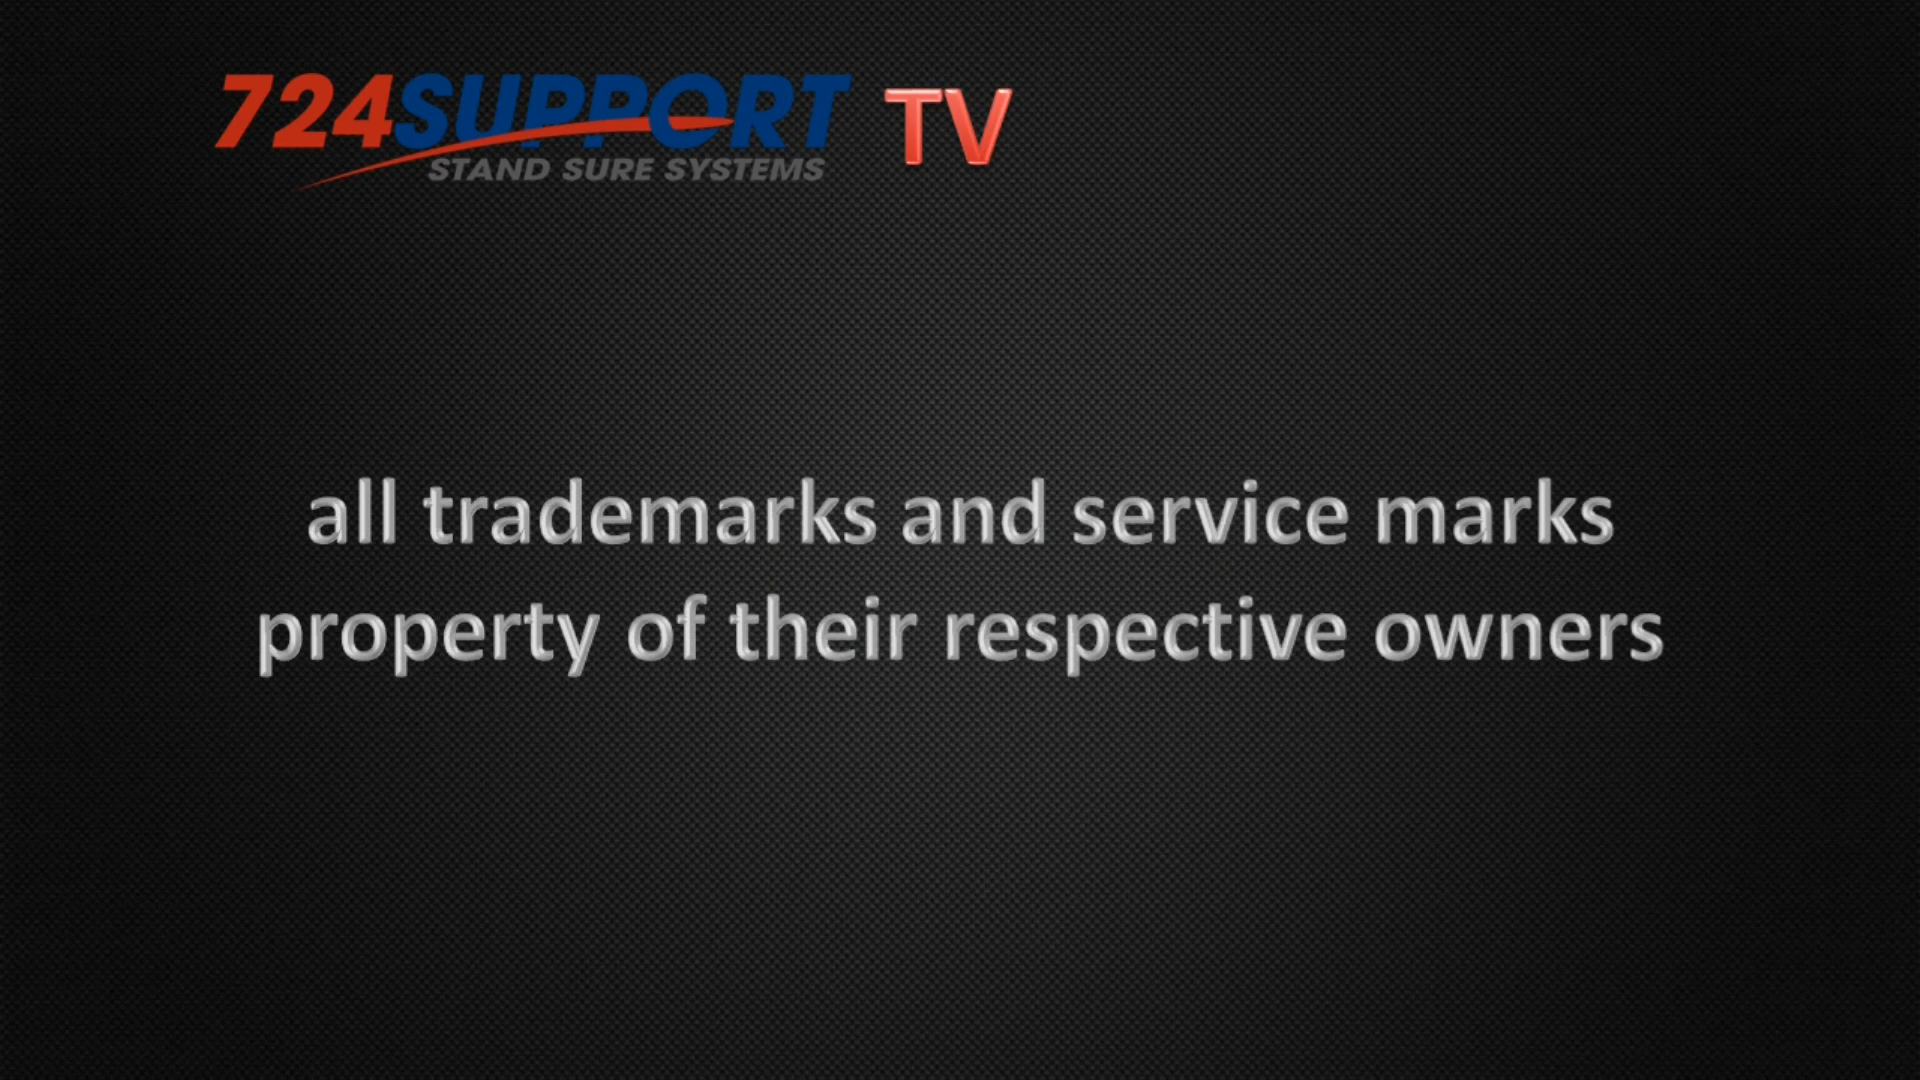 724SUPPORT TV
STAND SURE SYSTEMS
all trademarks and service marks
property of their respective owners